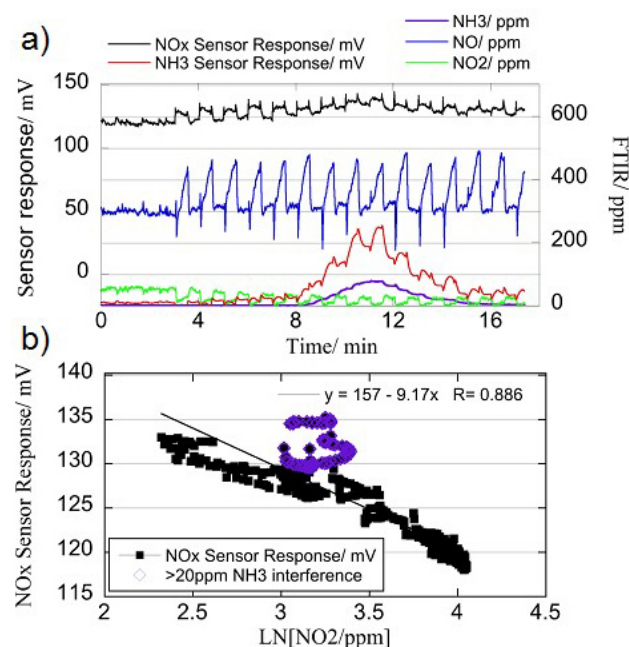 a)
NOx Sensor Response/ mV
NH3 Sensor Response/ mV
NH3/ ppm
NO/ ppm
NO2/ ppm
Sensor response/ mV
150
100
50
50
0
600
400
200
0
FTIR/ ppm
0 4 8 12 16
Time/ min
b)
NOx Sensor Response/ mV
140
135
130
125
120
115
y = 157 - 9.17x R= 0.886
NOx Sensor Response/ mV
>20ppm NH3 interference
2 2.5 3 3.5 4 4.5
LN[NO2/ppm]